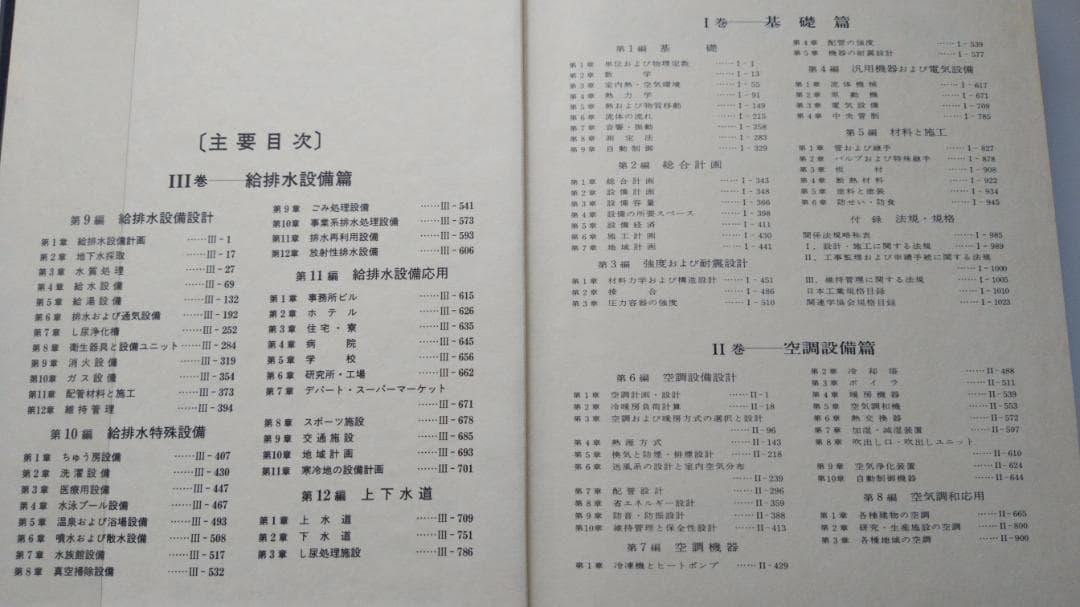 〔主要目次〕
III巻――給排水設備篇
第9編 給排水設備設計
第1章 給排水設備計画 ……III-1
第2章 地下水採取 ……III-17
第3章 水質処理 ……III-27
第4章 給水設備 ……III-69
第5章 給湯設備 ……III-132
第6章 排水および通気設備 ……III-192
第7章 し尿浄化槽 ……III-252
第8章 衛生器具と設備ユニット……III-284
第9章 消火設備 ……III-319
第10章 ガス設備 ……III-354
第11章 配管材料と施工 ……III-373
第12章 維持管理 ……III-394
第10編 給排水特殊設備
第1章 ちゅう房設備 ……III-407
第2章 洗濯設備 ……III-430
第3章 医療用設備 ……III-447
第4章 水泳プール設備 ……III-467
第5章 温泉および浴場設備 ……III-493
第6章 噴水および散水設備 ……III-508
第7章 水族館設備 ……III-517
第8章 真空掃除設備 ……III-532
第9章 ごみ処理設備 ……III-541
第10章 事業系排水処理設備 ……III-573
第11章 排水再利用設備 ……III-593
第12章 放射性排水設備 ……III-606
第11編 給排水設備応用
第1章 事務所ビル ……III-615
第2章 ホテル ……III-626
第3章 住宅・寮 ……III-635
第4章 病院 ……III-645
第5章 学校 ……III-656
第6章 研究所・工場 ……III-662
第7章 デパート・スーパーマーケット
……III-671
第8章 スポーツ施設 ……III-678
第9章 交通施設 ……III-685
第10章 地域計画 ……III-693
第11章 寒冷地の設備計画 ……III-701
第12編 上下水道
第1章 上水道 ……III-709
第2章 下水道 ……III-751
第3章 し尿処理施設 ……III-786
I巻――基礎篇
第1編 基礎
第1章 単位および物理定数 ……I-1
第2章 数学 ……I-13
第3章 室内熱・空気環境 ……I-55
第4章 熱力学 ……I-91
第5章 熱および物質移動 ……I-149
第6章 流体の流れ ……I-215
第7章 音響・振動 ……I-258
第8章 測定法 ……I-283
第9章 自動制御 ……I-329
第2編 総合計画
第1章 総合計画 ……I-343
第2章 設備計画 ……I-348
第3章 設備容量 ……I-366
第4章 設備の所要スペース ……I-398
第5章 設備経済 ……I-411
第6章 施工計画 ……I-430
第7章 地域計画 ……I-441
第3編 強度および耐震設計
第1章 材料力学および構造設計 ……I-451
第2章 接合 ……I-486
第3章 圧力容器の強度 ……I-510
第4章 配管の強度 ……I-539
第5章 機器の耐震設計 ……I-577
第4編 汎用機器および電気設備
第1章 流体機械 ……I-617
第2章 原動機 ……I-671
第3章 電気設備 ……I-708
第4章 中央管制 ……I-785
第5編 材料と施工
第1章 管および継手 ……I-827
第2章 バルブおよび特殊継手 ……I-878
第3章 板材 ……I-908
第4章 断熱材料 ……I-922
第5章 塗料と塗装 ……I-934
第6章 防せい・防食 ……I-945
付録 法規・規格
関係法規略称表 ……I-985
I．設計・施工に関する法規 ……I-989
II．工事監理および申請手続に関する法規
……I-1000
III．維持管理に関する法規 ……I-1005
日本工業規格目録 ……I-1010
関連学協会規格目録 ……I-1023
II巻――空調設備篇
第6編 空調設備設計
第1章 空調計画・設計 ……II-1
第2章 冷暖房負荷計算 ……II-18
第3章 空調および暖房方式の選択と設計
……II-96
第4章 熱源方式 ……II-143
第5章 換気と防煙・排煙設計 ……II-218
第6章 送風系の設計と室内空気分布
……II-239
第7章 配管設計 ……II-296
第8章 省エネルギー設計 ……II-359
第9章 防音・防振設計 ……II-388
第10章 維持管理と保全性設計 ……II-413
第7編 空調機器
第1章 冷凍機とヒートポンプ ……II-429
第2章 冷却塔 ……II-488
第3章 ボイラ ……II-511
第4章 暖房機器 ……II-539
第5章 空気調和機 ……II-553
第6章 熱交換器 ……II-572
第7章 加湿・減湿装置 ……II-597
第8章 吹出し口・吹出しユニット
……II-610
第9章 空気浄化装置 ……II-624
第10章 自動制御機器 ……II-644
第8編 空気調和応用
第1章 各種建物の空調 ……II-665
第2章 研究・生産施設の空調 ……II-800
第3章 各種地域の空調 ……II-900